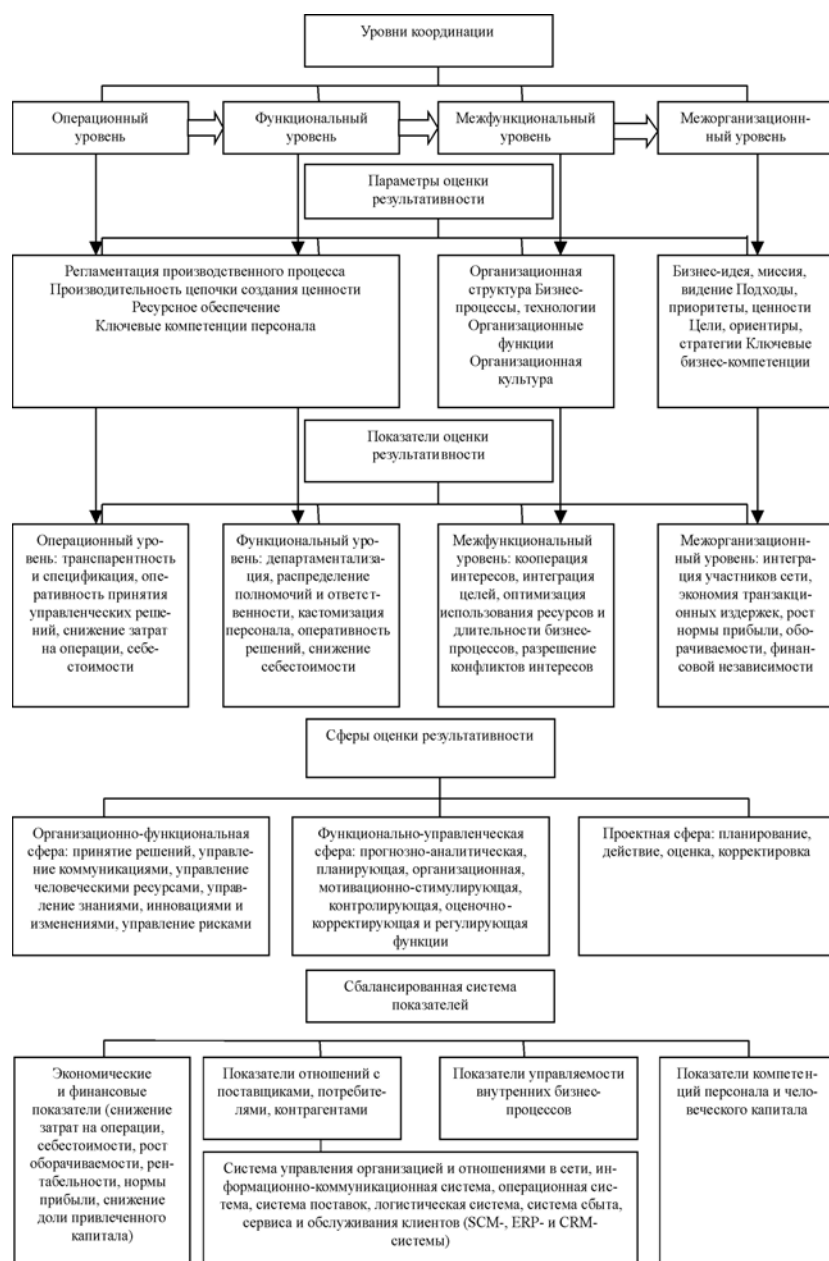 Уровни координации
Операционный
уровень
Функциональный
уровень
Межфункциональный
уровень
Межорганизационн-
нный уровень
Параметры оценки
результативности
Регламентация производственного процесса
Производительность цепочки создания ценности
Ресурсное обеспечение
Ключевые компетенции персонала
Организационная
структура Бизнес-
процессы, технологии
Организационные
функции
Организационная
культура
Бизнес-идея, миссия,
видение Подходы,
приоритеты, ценности
Цели, ориентиры,
стратегии Ключевые
бизнес-компетенции
Показатели оценки
результативности
Операционный уро-
вень: транспарентность
и спецификация, опе-
ративность принятия
управленческих реше-
ний, снижение затрат
на операции, себе-
стоимости
Функциональный уро-
вень: департаментализа-
ция, распределение
полномочий и ответст-
венности, кастомизация
персонала, оперативность
решений, снижение
себестоимости
Межфункциональный
уровень: кооперация
интересов, интеграция
целей, оптимизация
использования ресурсов и
длительности бизнес-
процессов, разрешение
конфликтов интересов
Межорганизационн-
нный уровень: интегра-
ция участников сети,
экономия транзакци-
онных издержек, рост
нормы прибыли, обо-
рачиваемости, финан-
совой независимости
Сферы оценки результативности
Организационно-функциональная
сфера: принятие решений, управле-
ние коммуникациями, управление
человеческими ресурсами, управ-
ление знаниями, инновациями и
изменениями, управление рисками
Функционально-управленческая
сфера: прогнозно-аналитическая,
планирующая, организационная,
мотивационно-стимулирующая,
контролирующая, оценочно-
корректирующая и регулирующая
функции
Проектная сфера: планирование,
действие, оценка, корректировка
Сбалансированная система
показателей
Экономические
и финансовые
показатели (снижение
затрат на операции,
себестоимости, рост
оборачиваемости, рен-
табельности, нормы
прибыли, снижение
доли привлеченного
капитала)
Показатели отношений с
поставщиками, потребите-
лями, контрагентами
Показатели управляемости
внутренних бизнес-
процессов
Показатели компетен-
ций персонала и чело-
веческого капитала
Система управления организацией и отношениями в сети, ин-
формационно-коммуникационная система, операционная сис-
тема, система поставок, логистическая система, система сбыта,
сервиса и обслуживания клиентов (SCM-, ERP- и CRM-
системы)